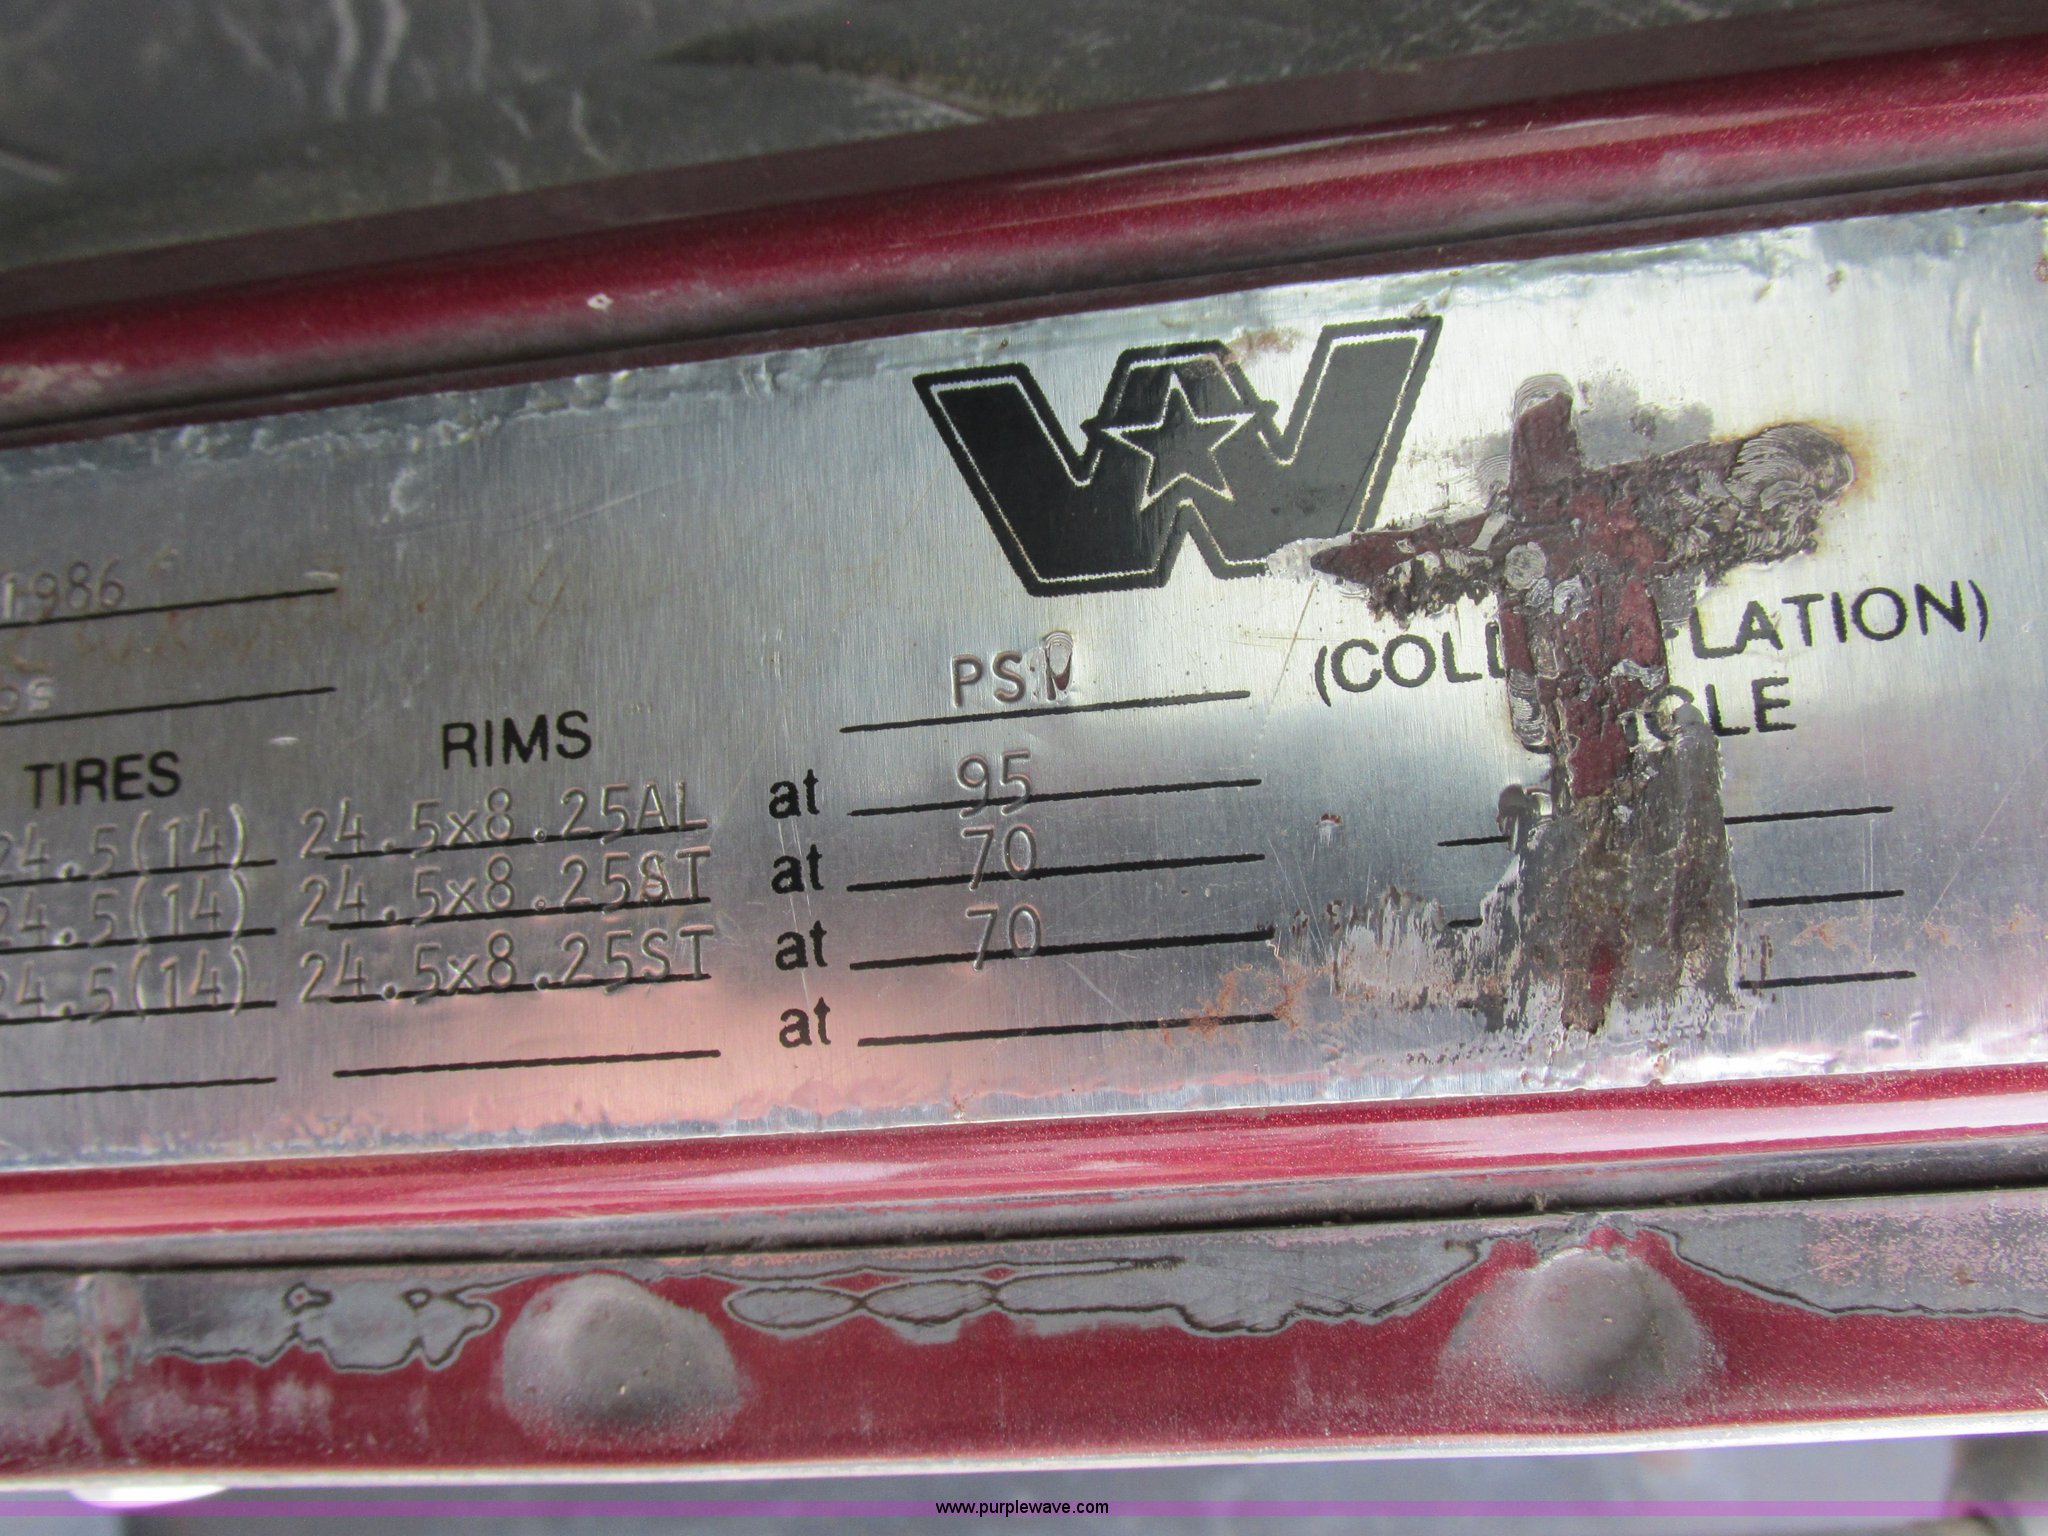 1986
PSI (COLD LATION)
TIRES RIMS OLE
24.5(14) 24.5x8.25AL at 95
24.5(14) 24.5x8.25ST at 70
24.5(14) 24.5x8.25ST at 70
at
www.purplewave.com